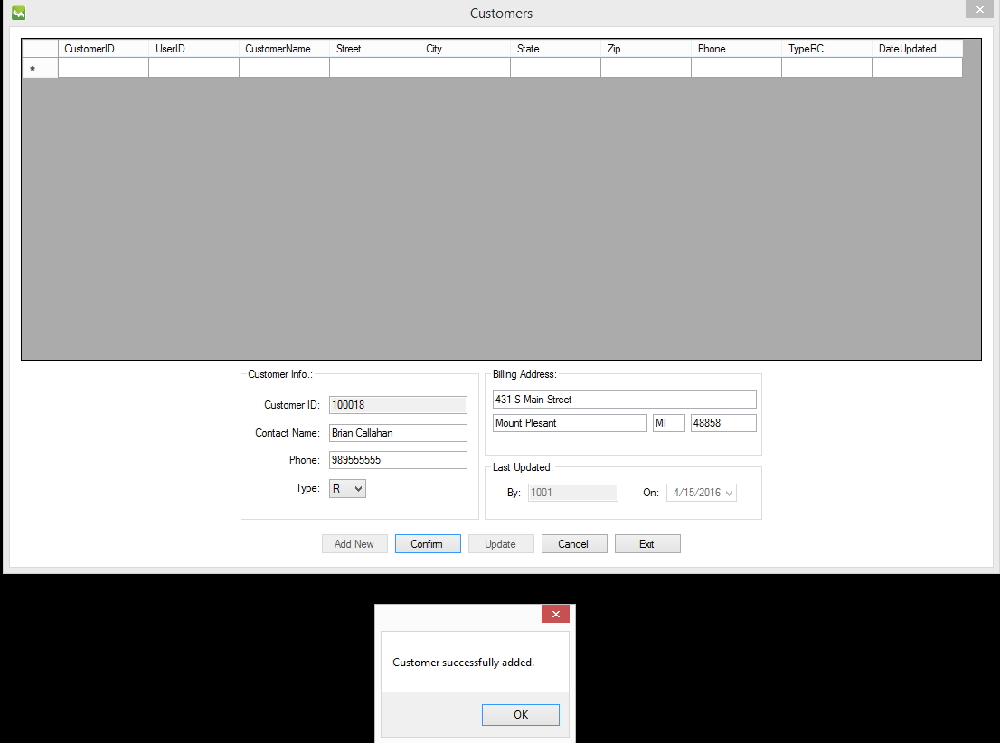 Customers
CustomerID UserID CustomerName Street City State Zip Phone TypeRC DateUpdated
*
Customer Info.:
Customer ID: 100018
Contact Name: Brian Callahan
Phone: 989555555
Type: R
Billing Address:
431 S Main Street
Mount Plesant MI 48858
Last Updated:
By: 1001 On: 4/15/2016
Add New Confirm Update Cancel Exit
Customer successfully added.
OK